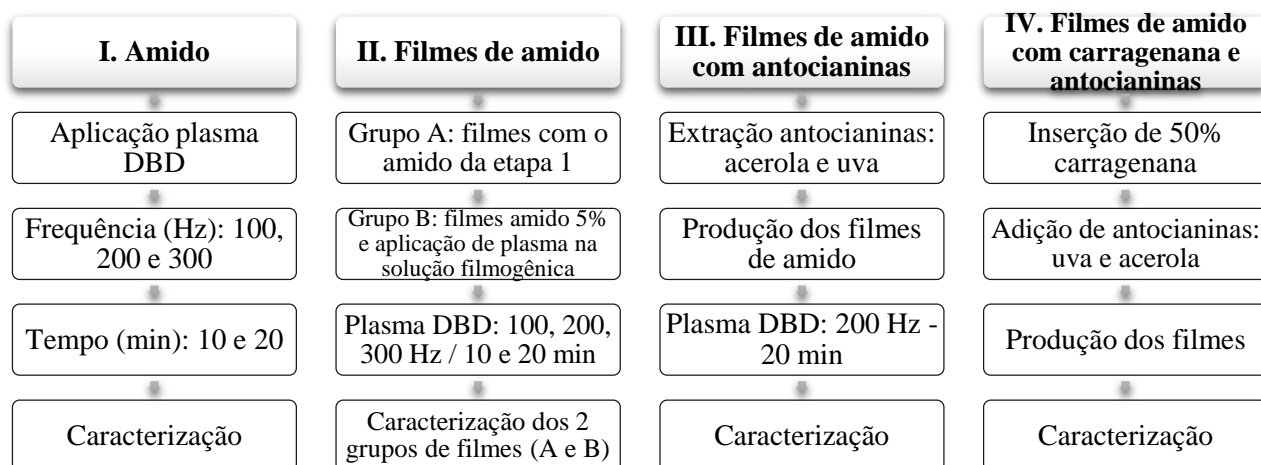 I. Amido
Aplicação plasma
DBD
Frequência (Hz): 100,
200 e 300
Tempo (min): 10 e 20
Caracterização
II. Filmes de amido
Grupo A: filmes com o
amido da etapa 1
Grupo B: filmes amido 5%
e aplicação de plasma na
solução filmogênica
Plasma DBD: 100, 200,
300 Hz / 10 e 20 min
Caracterização dos 2
grupos de filmes (A e B)
III. Filmes de amido
com antocianinas
Extração antocianinas:
acerola e uva
Produção dos filmes
de amido
Plasma DBD: 200 Hz -
20 min
Caracterização
IV. Filmes de amido
com carragenana e
antocianinas
Inserção de 50%
carragenana
Adição de antocianinas:
uva e acerola
Produção dos filmes
Caracterização